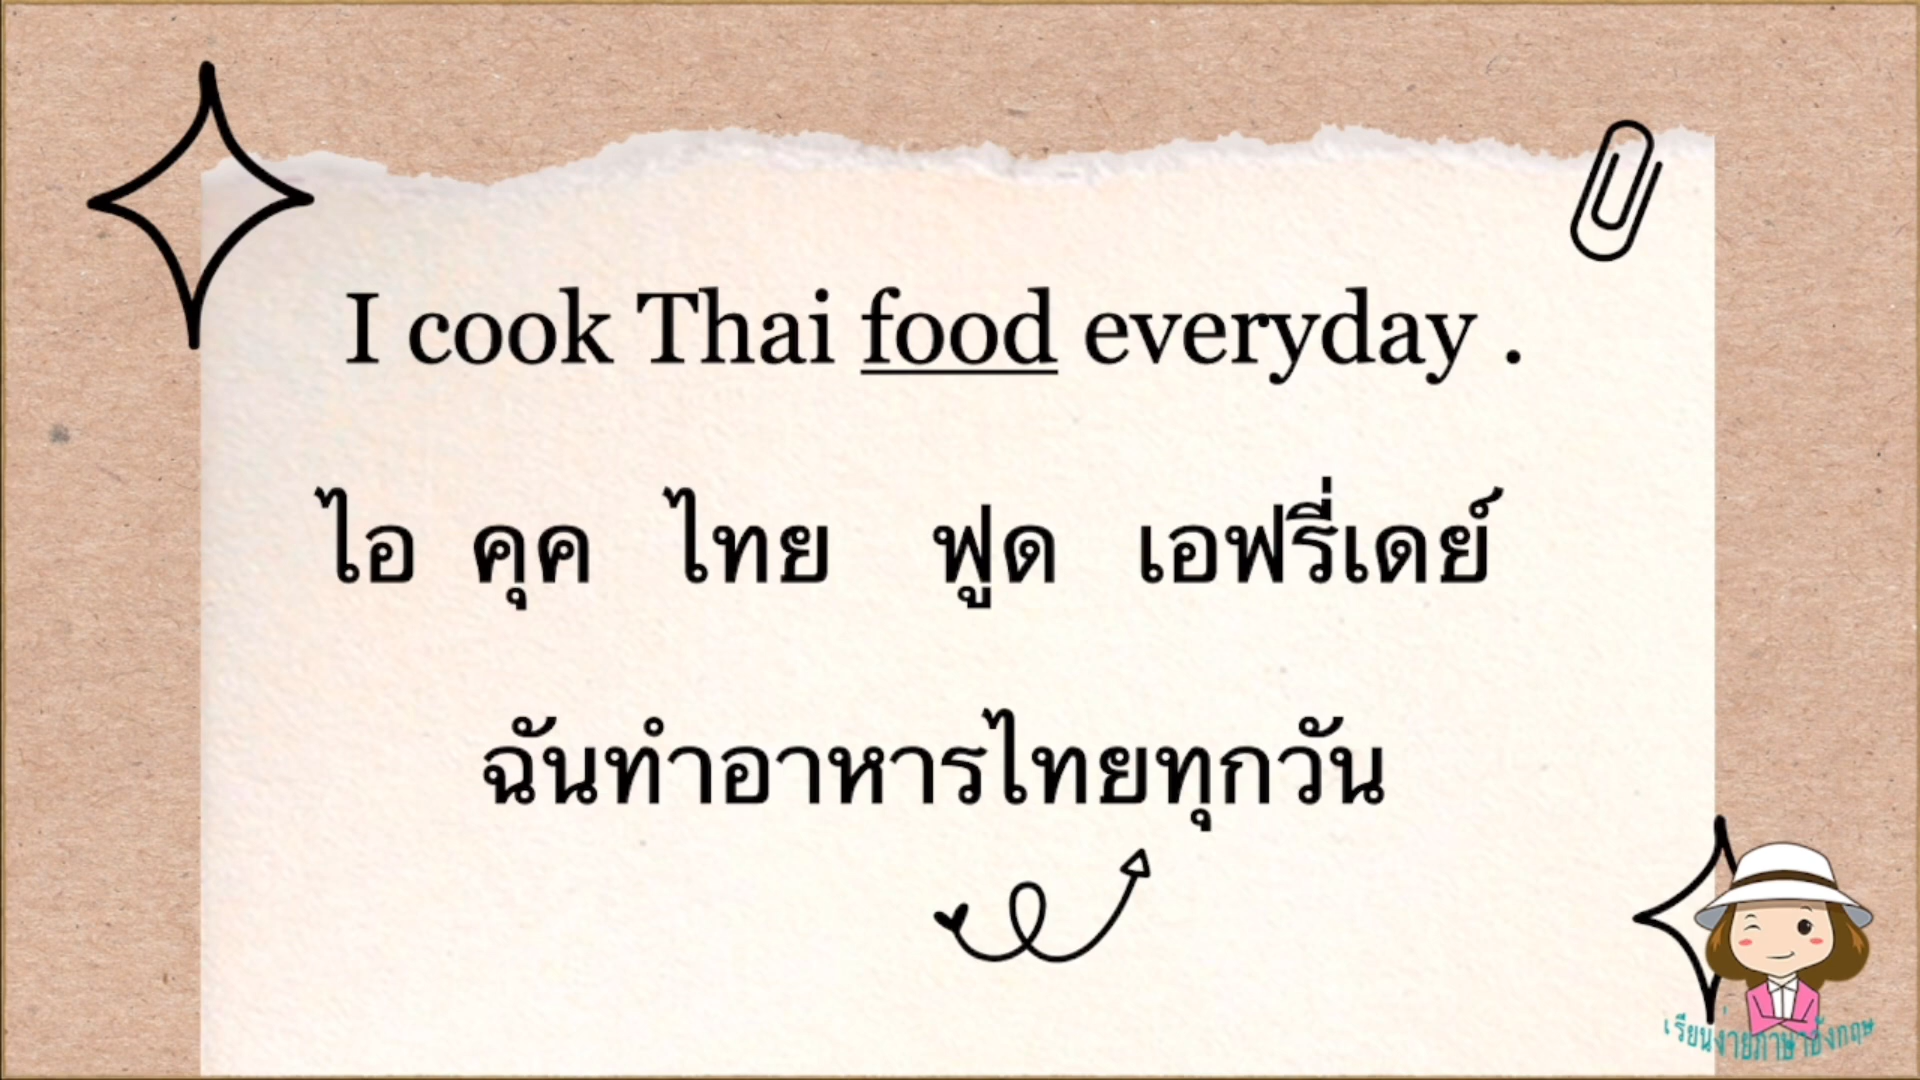 I cook Thai food everyday .
ไอ คุค ไทย ฟูด เอฟรี่เดย์
ฉันทำอาหารไทยทุกวัน
เรียนง่ายภาษาอังกฤษ